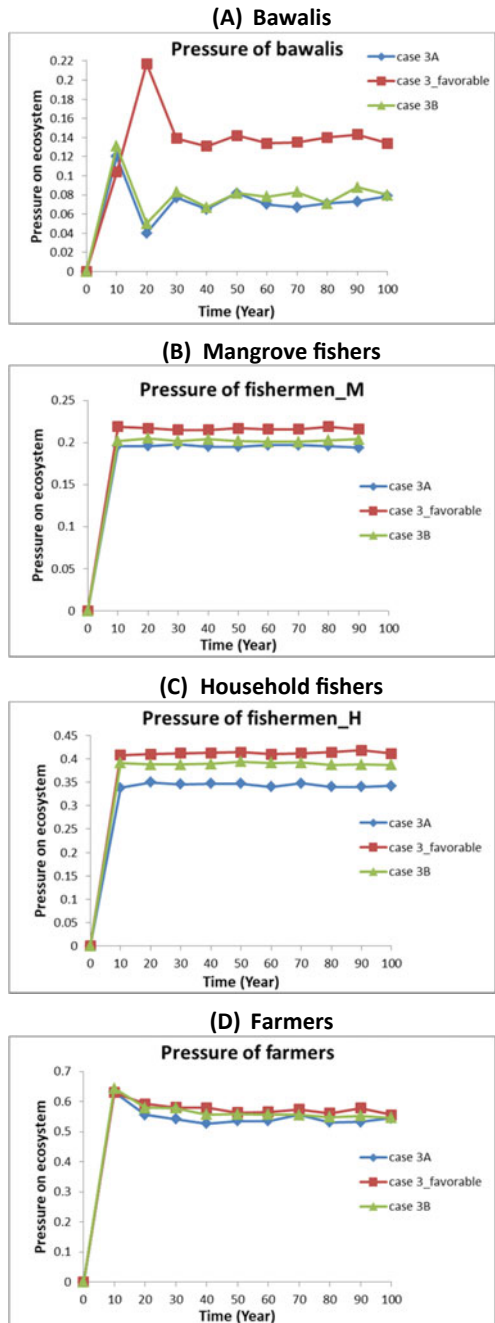 (A) Bawalis
Pressure of bawalis
Pressure on ecosystem
0.22
0.2
0.18
0.16
0.14
0.12
0.1
0.08
0.06
0.04
0.02
0
0 10 20 30 40 50 60 70 80 90 100
Time (Year)
case 3A
case 3_favorable
case 3B
(B) Mangrove fishers
Pressure of fishermen_M
Pressure on ecosystem
0.25
0.2
0.15
0.1
0.05
0
0 10 20 30 40 50 60 70 80 90 100
Time (Year)
case 3A
case 3_favorable
case 3B
(C) Household fishers
Pressure of fishermen_H
Pressure on ecosystem
0.45
0.4
0.35
0.3
0.25
0.2
0.15
0.1
0.05
0
0 10 20 30 40 50 60 70 80 90 100
Time (Year)
case 3A
case 3_favorable
case 3B
(D) Farmers
Pressure of farmers
Pressure on ecosystem
0.7
0.6
0.5
0.4
0.3
0.2
0.1
0
0 10 20 30 40 50 60 70 80 90 100
Time (Year)
case 3A
case 3_favorable
case 3B